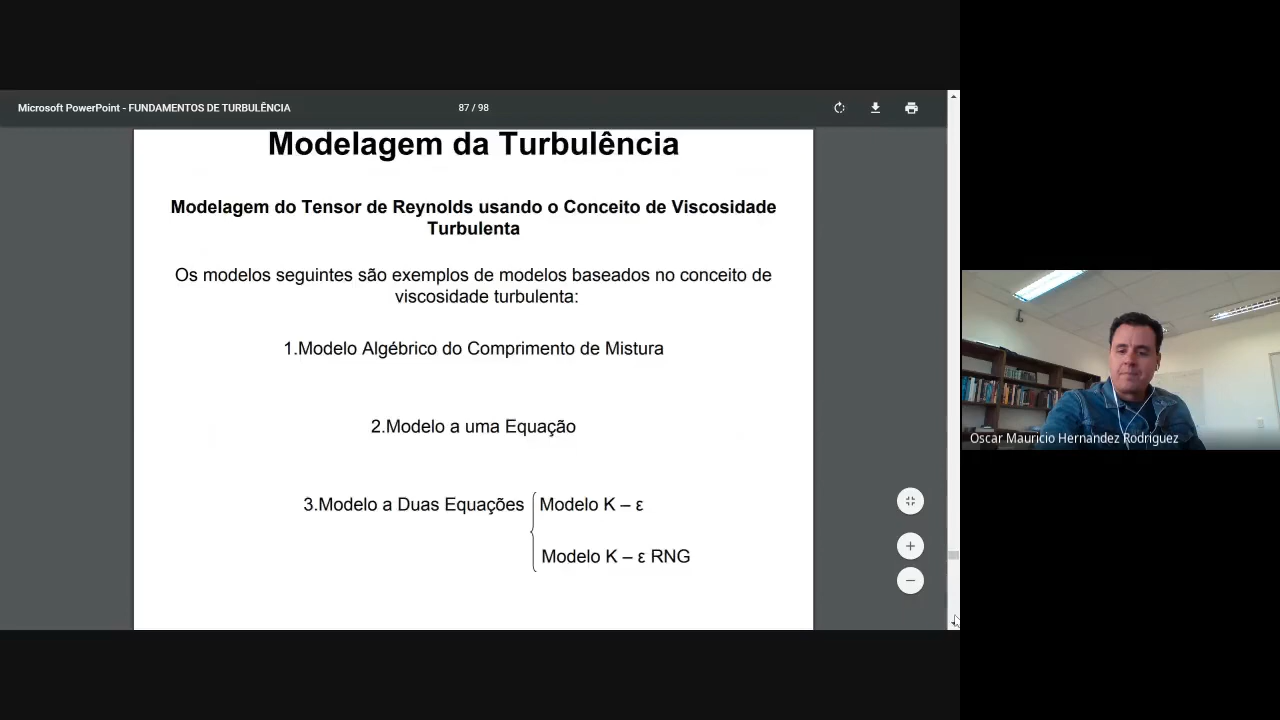 Microsoft PowerPoint - FUNDAMENTOS DE TURBULÊNCIA
87 / 98
Modelagem da Turbulência
Modelagem do Tensor de Reynolds usando o Conceito de Viscosidade
Turbulenta
Os modelos seguintes são exemplos de modelos baseados no conceito de
viscosidade turbulenta:
1.Modelo Algébrico do Comprimento de Mistura
2.Modelo a uma Equação
3.Modelo a Duas Equações
Modelo K – ε
Modelo K – ε RNG
Oscar Mauricio Hernandez Rodriguez